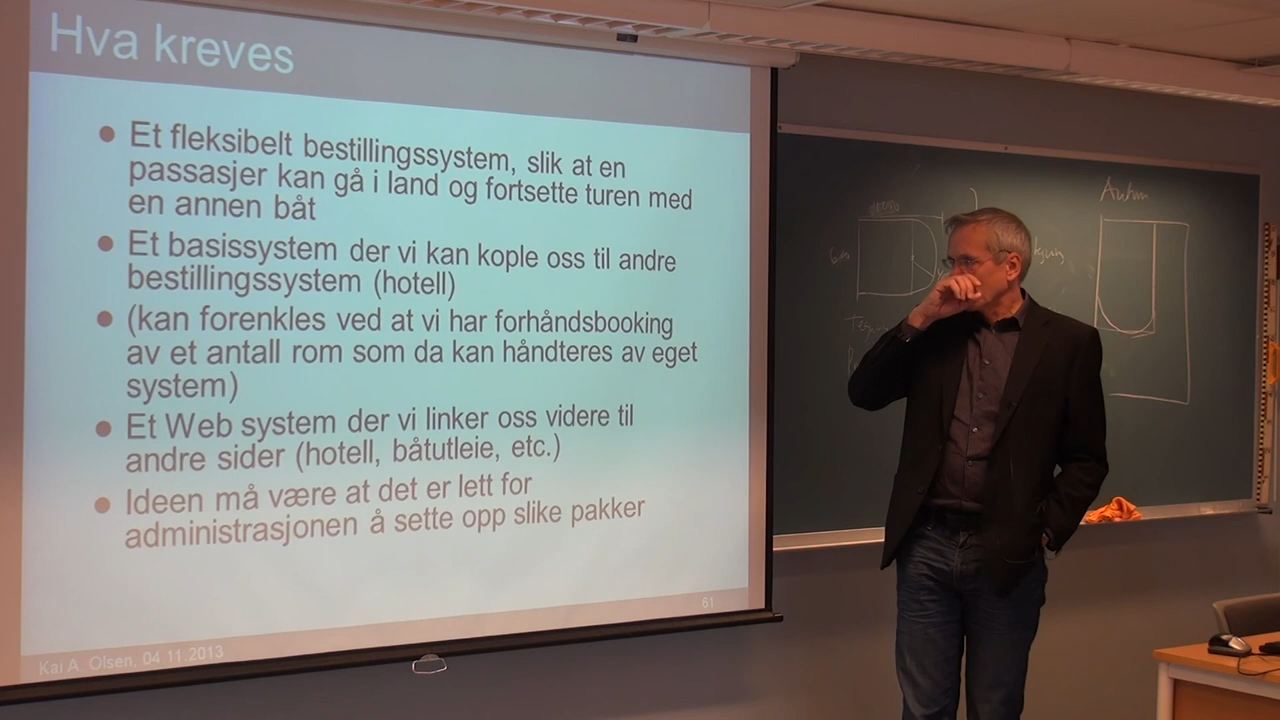 Hva kreves
• Et fleksibelt bestillingssystem, slik at en
passasjer kan gå i land og fortsette turen med
en annen båt
• Et basissystem der vi kan kople oss til andre
bestillingssystem (hotell)
• (kan forenkles ved at vi har forhåndsbooking
av et antall rom som da kan håndteres av eget
system)
• Et Web system der vi linker oss videre til
andre sider (hotell, båtutleie, etc.)
• Ideen må være at det er lett for
administrasjonen å sette opp slike pakker
61
Kai A. Olsen, 04.11.2013